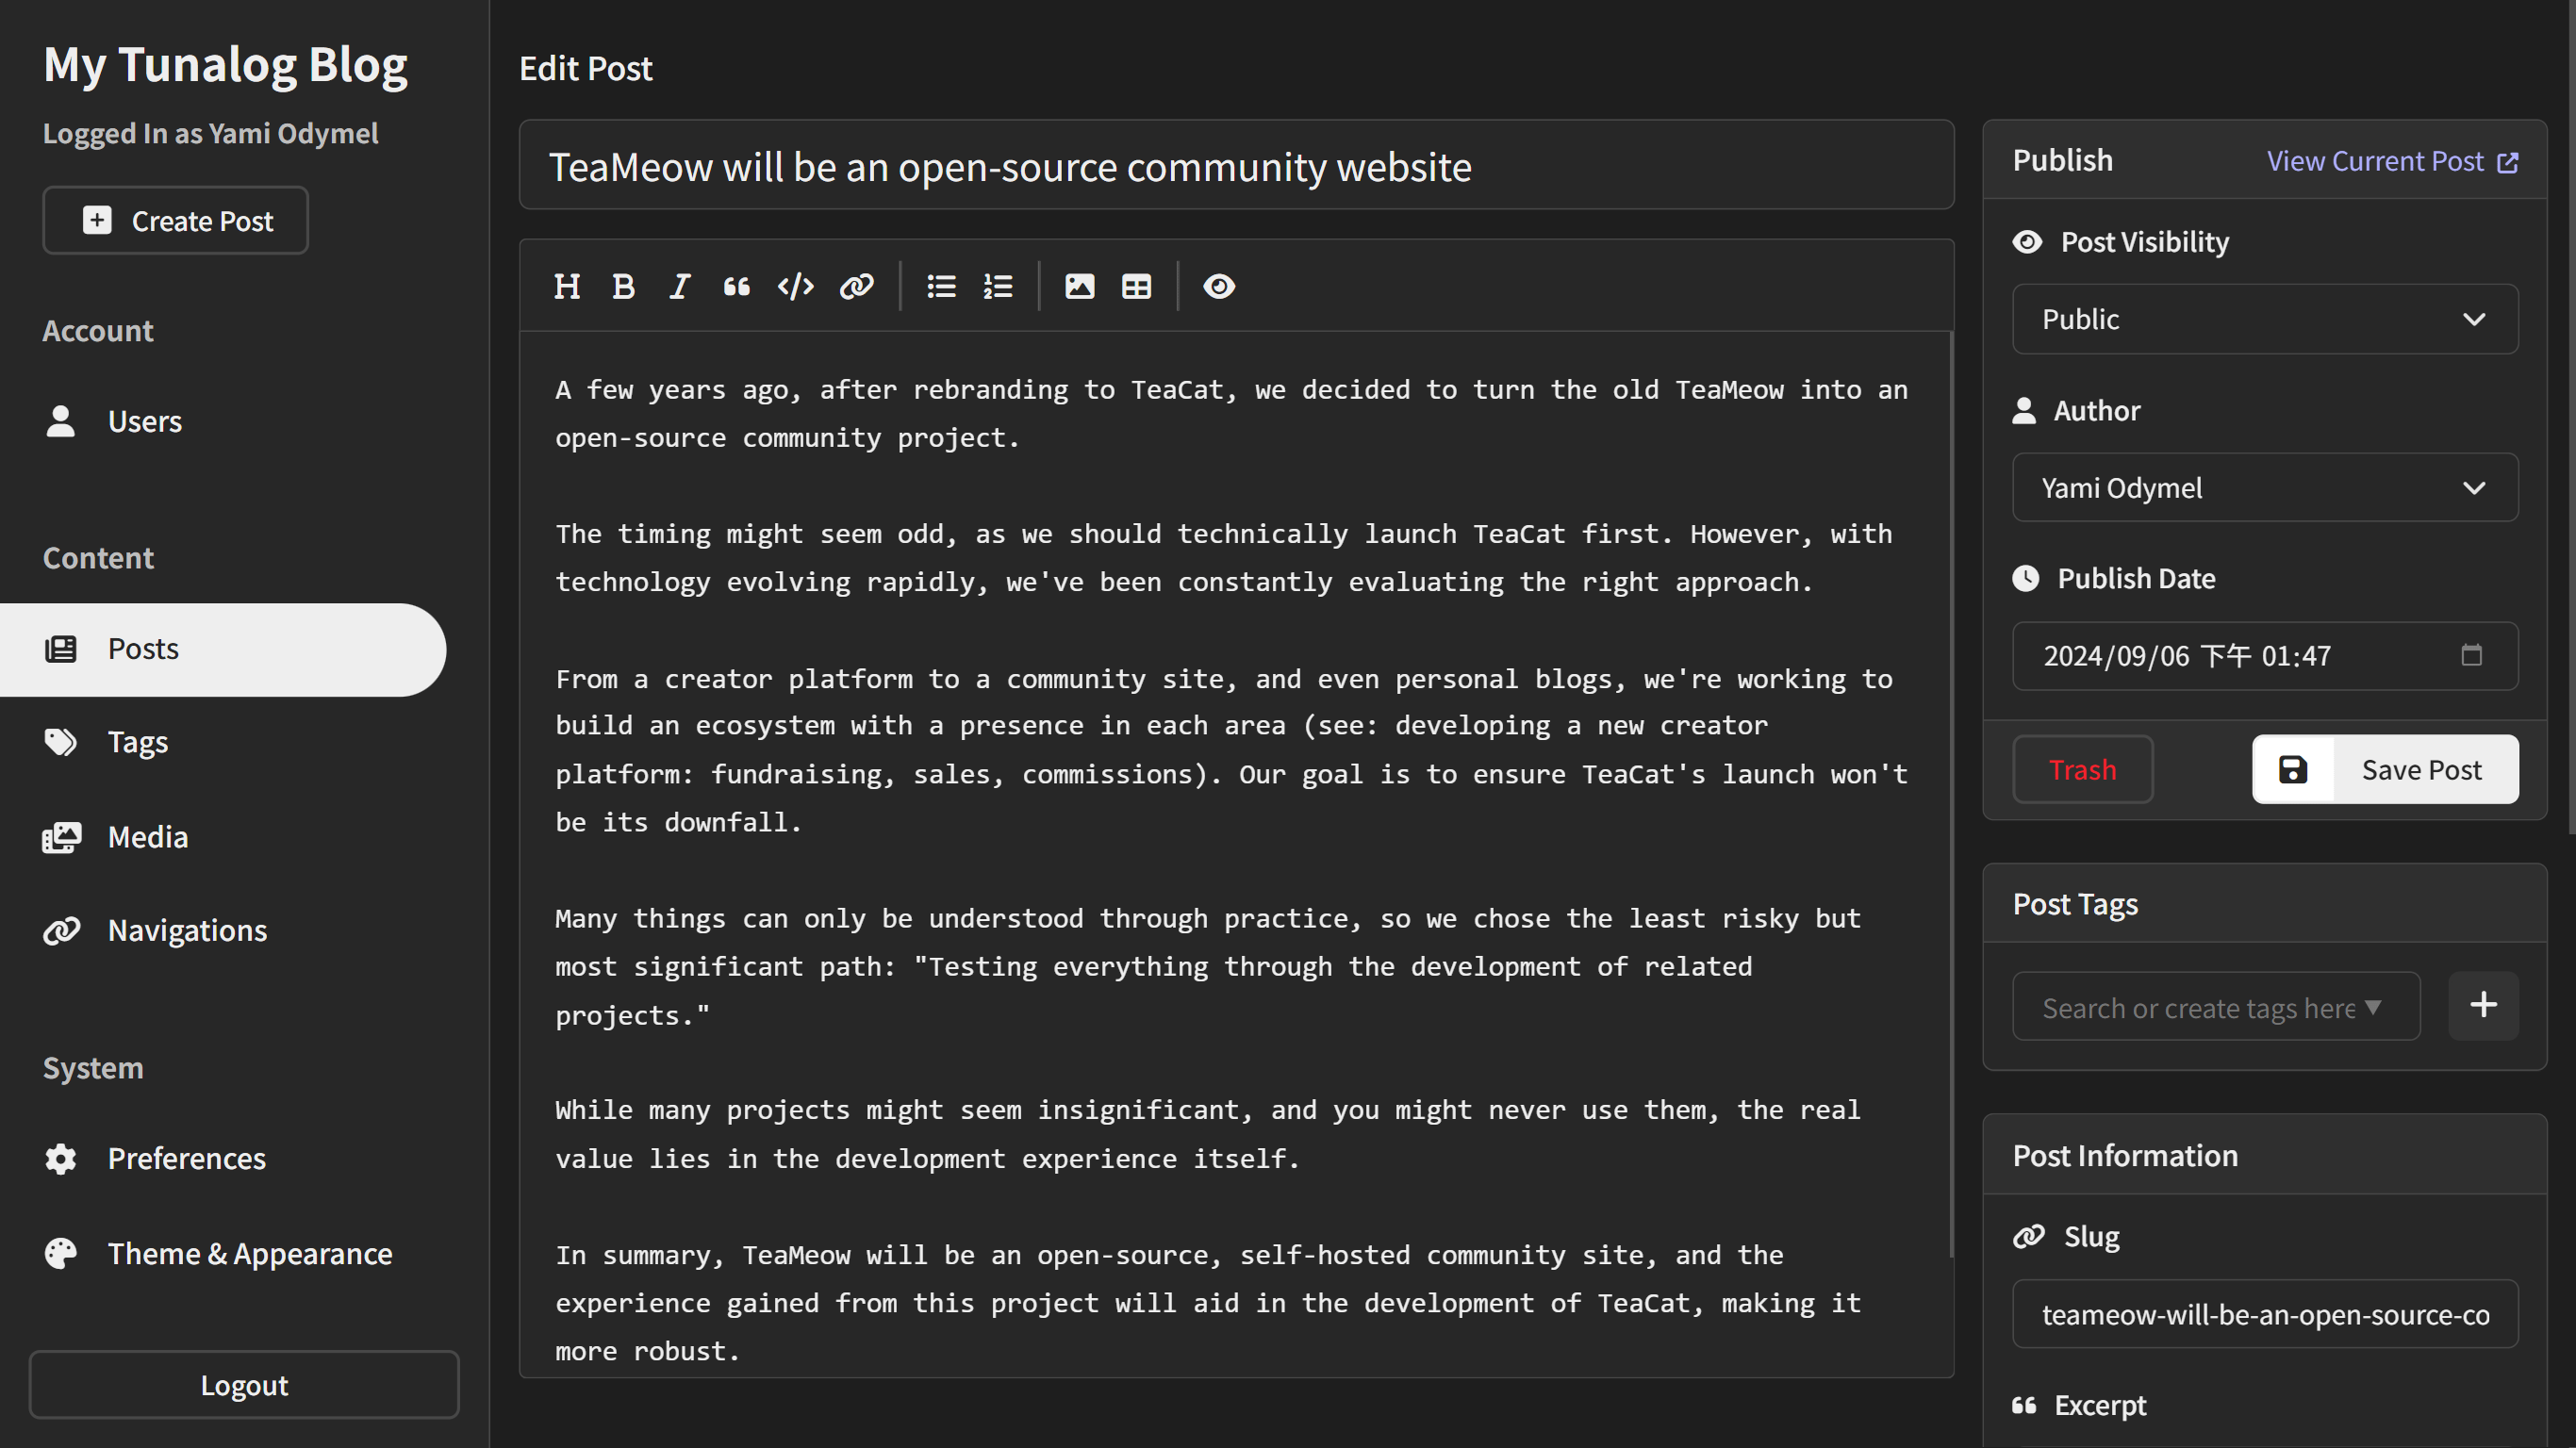 My Tunalog Blog
Logged In as Yami Odymel
Create Post
Account
Users
Content
Posts
Tags
Media
Navigations
System
Preferences
Theme & Appearance
Logout
Edit Post
TeaMeow will be an open-source community website
A few years ago, after rebranding to TeaCat, we decided to turn the old TeaMeow into an
open-source community project.
The timing might seem odd, as we should technically launch TeaCat first. However, with
technology evolving rapidly, we've been constantly evaluating the right approach.
From a creator platform to a community site, and even personal blogs, we're working to
build an ecosystem with a presence in each area (see: developing a new creator
platform: fundraising, sales, commissions). Our goal is to ensure TeaCat's launch won't
be its downfall.
Many things can only be understood through practice, so we chose the least risky but
most significant path: "Testing everything through the development of related
projects."
While many projects might seem insignificant, and you might never use them, the real
value lies in the development experience itself.
In summary, TeaMeow will be an open-source, self-hosted community site, and the
experience gained from this project will aid in the development of TeaCat, making it
more robust.
Publish
View Current Post
Post Visibility
Public
Author
Yami Odymel
Publish Date
2024/09/06 下午 01:47
Trash
Save Post
Post Tags
Search or create tags here
Post Information
Slug
teameow-will-be-an-open-source-co
Excerpt